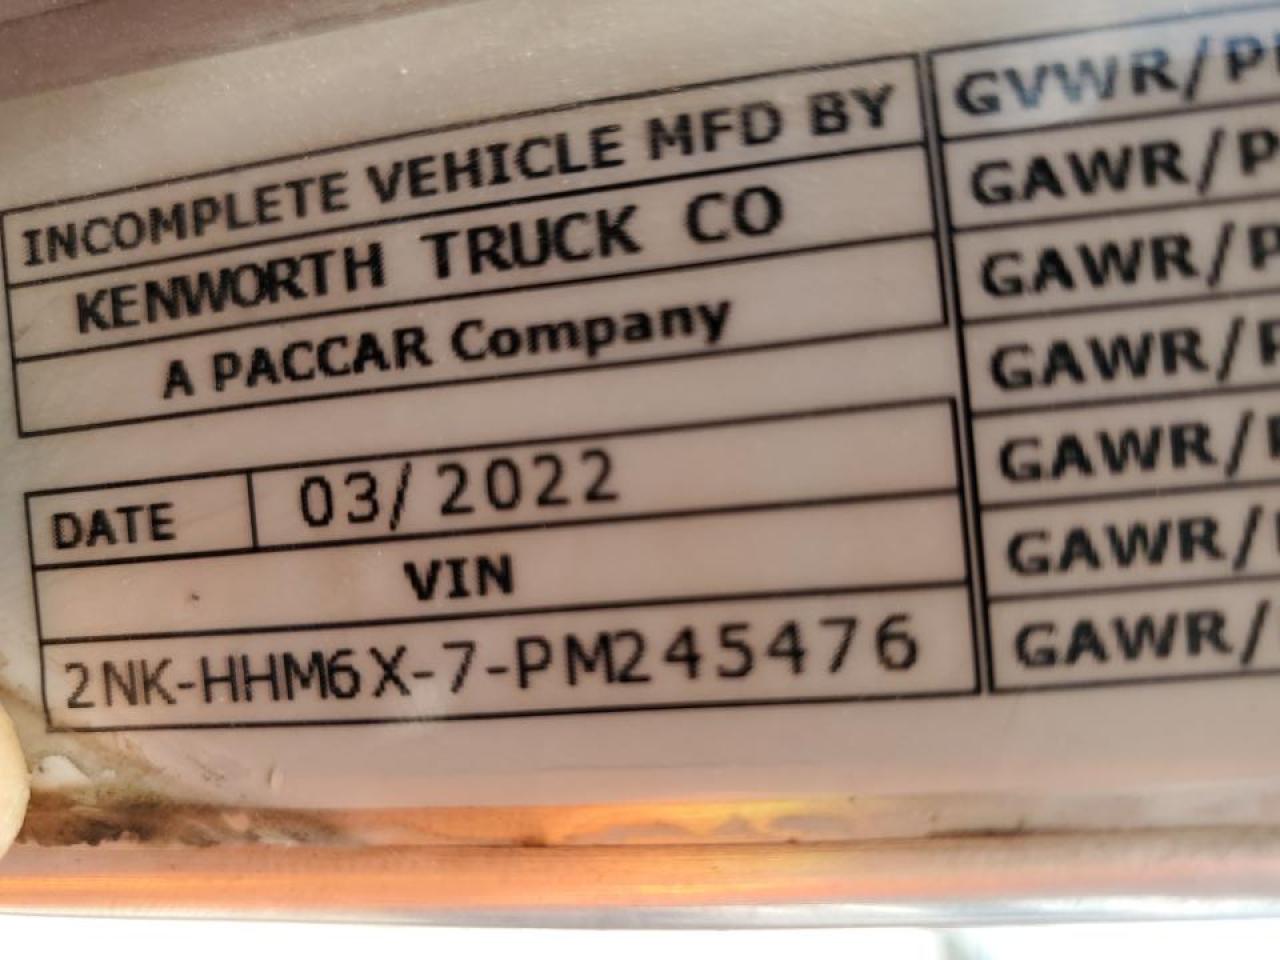 INCOMPLETE VEHICLE MFD BY
KENWORTH TRUCK CO
A PACCAR Company
DATE 03/2022
VIN
2NK-HHM6X-7-PM245476
GVWR/P
GAWR/P
GAWR/P
GAWR/P
GAWR/
GAWR/
GAWR/